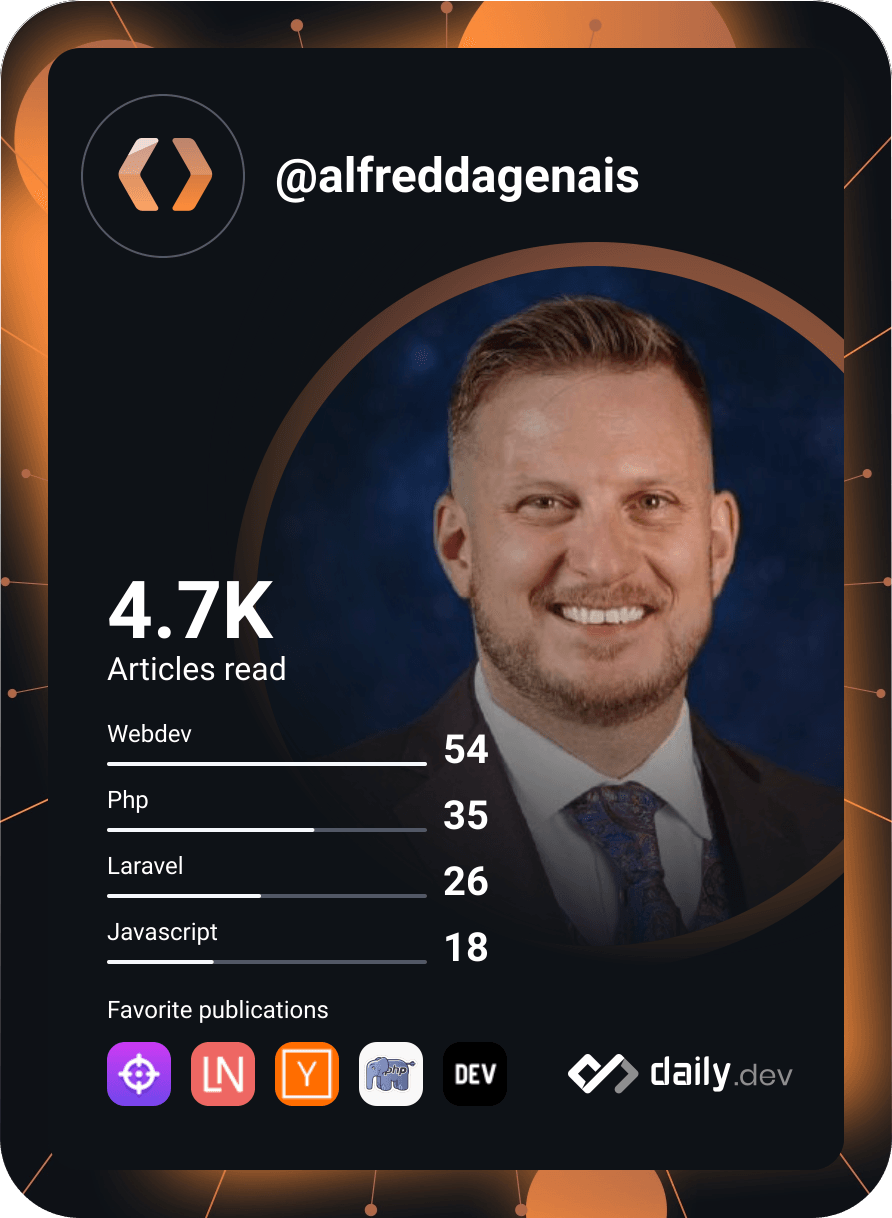 @alfreddagenais
4.7K
Articles read
Webdev
54
Php
35
Laravel
26
Javascript
18
Favorite publications
LN
Y
php
DEV
daily.dev